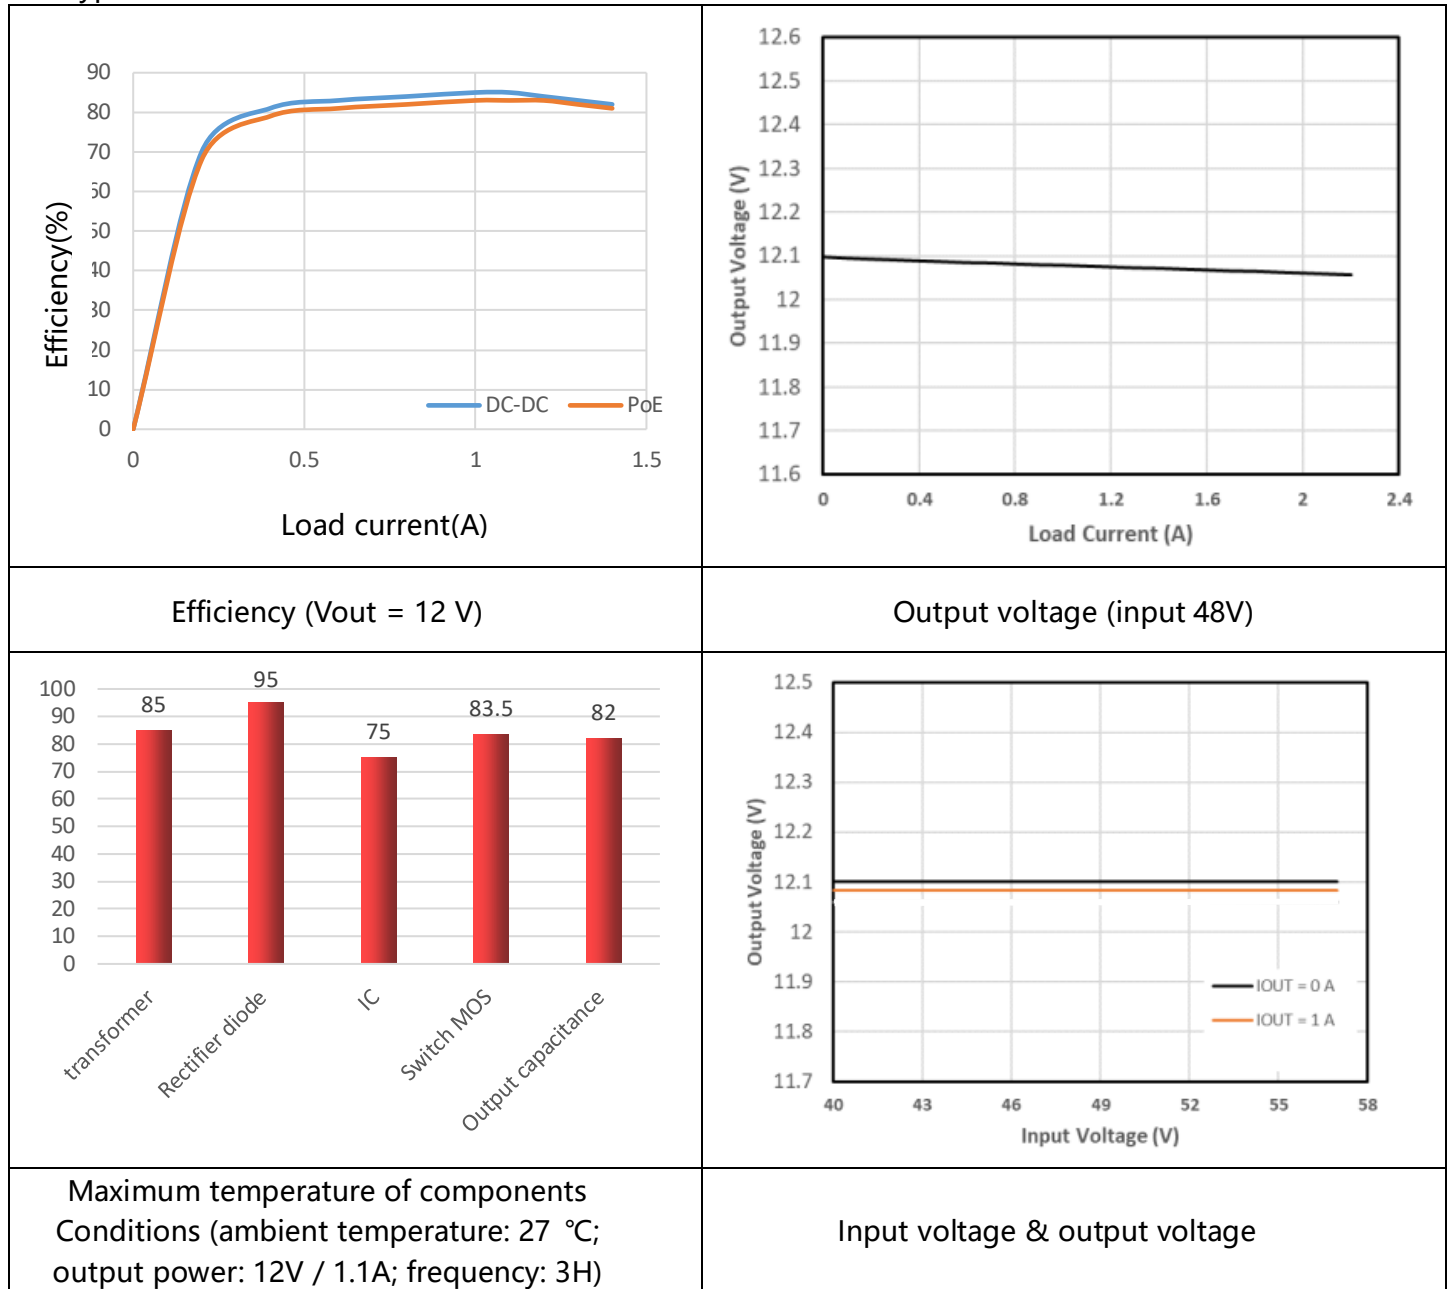 90
80
70
60
50
40
30
20
10
0
Efficiency(%)
DC-DC
PoE
0 0.5 1 1.5
Load current(A)
12.6
12.5
12.4
12.3
12.2
12.1
12
11.9
11.8
11.7
11.6
Output Voltage (V)
0 0.4 0.8 1.2 1.6 2 2.4
Load Current (A)
Efficiency (Vout = 12 V)
Output voltage (input 48V)
100
90
80
70
60
50
40
30
20
10
0
85
95
75
83.5
82
transformer
Rectifier diode
IC
Switch MOS
Output capacitance
12.5
12.4
12.3
12.2
12.1
12
11.9
11.8
11.7
Output Voltage (V)
IOUT = 0 A
IOUT = 1 A
40 43 46 49 52 55 58
Input Voltage (V)
Maximum temperature of components
Conditions (ambient temperature: 27 ℃;
output power: 12V / 1.1A; frequency: 3H)
Input voltage & output voltage